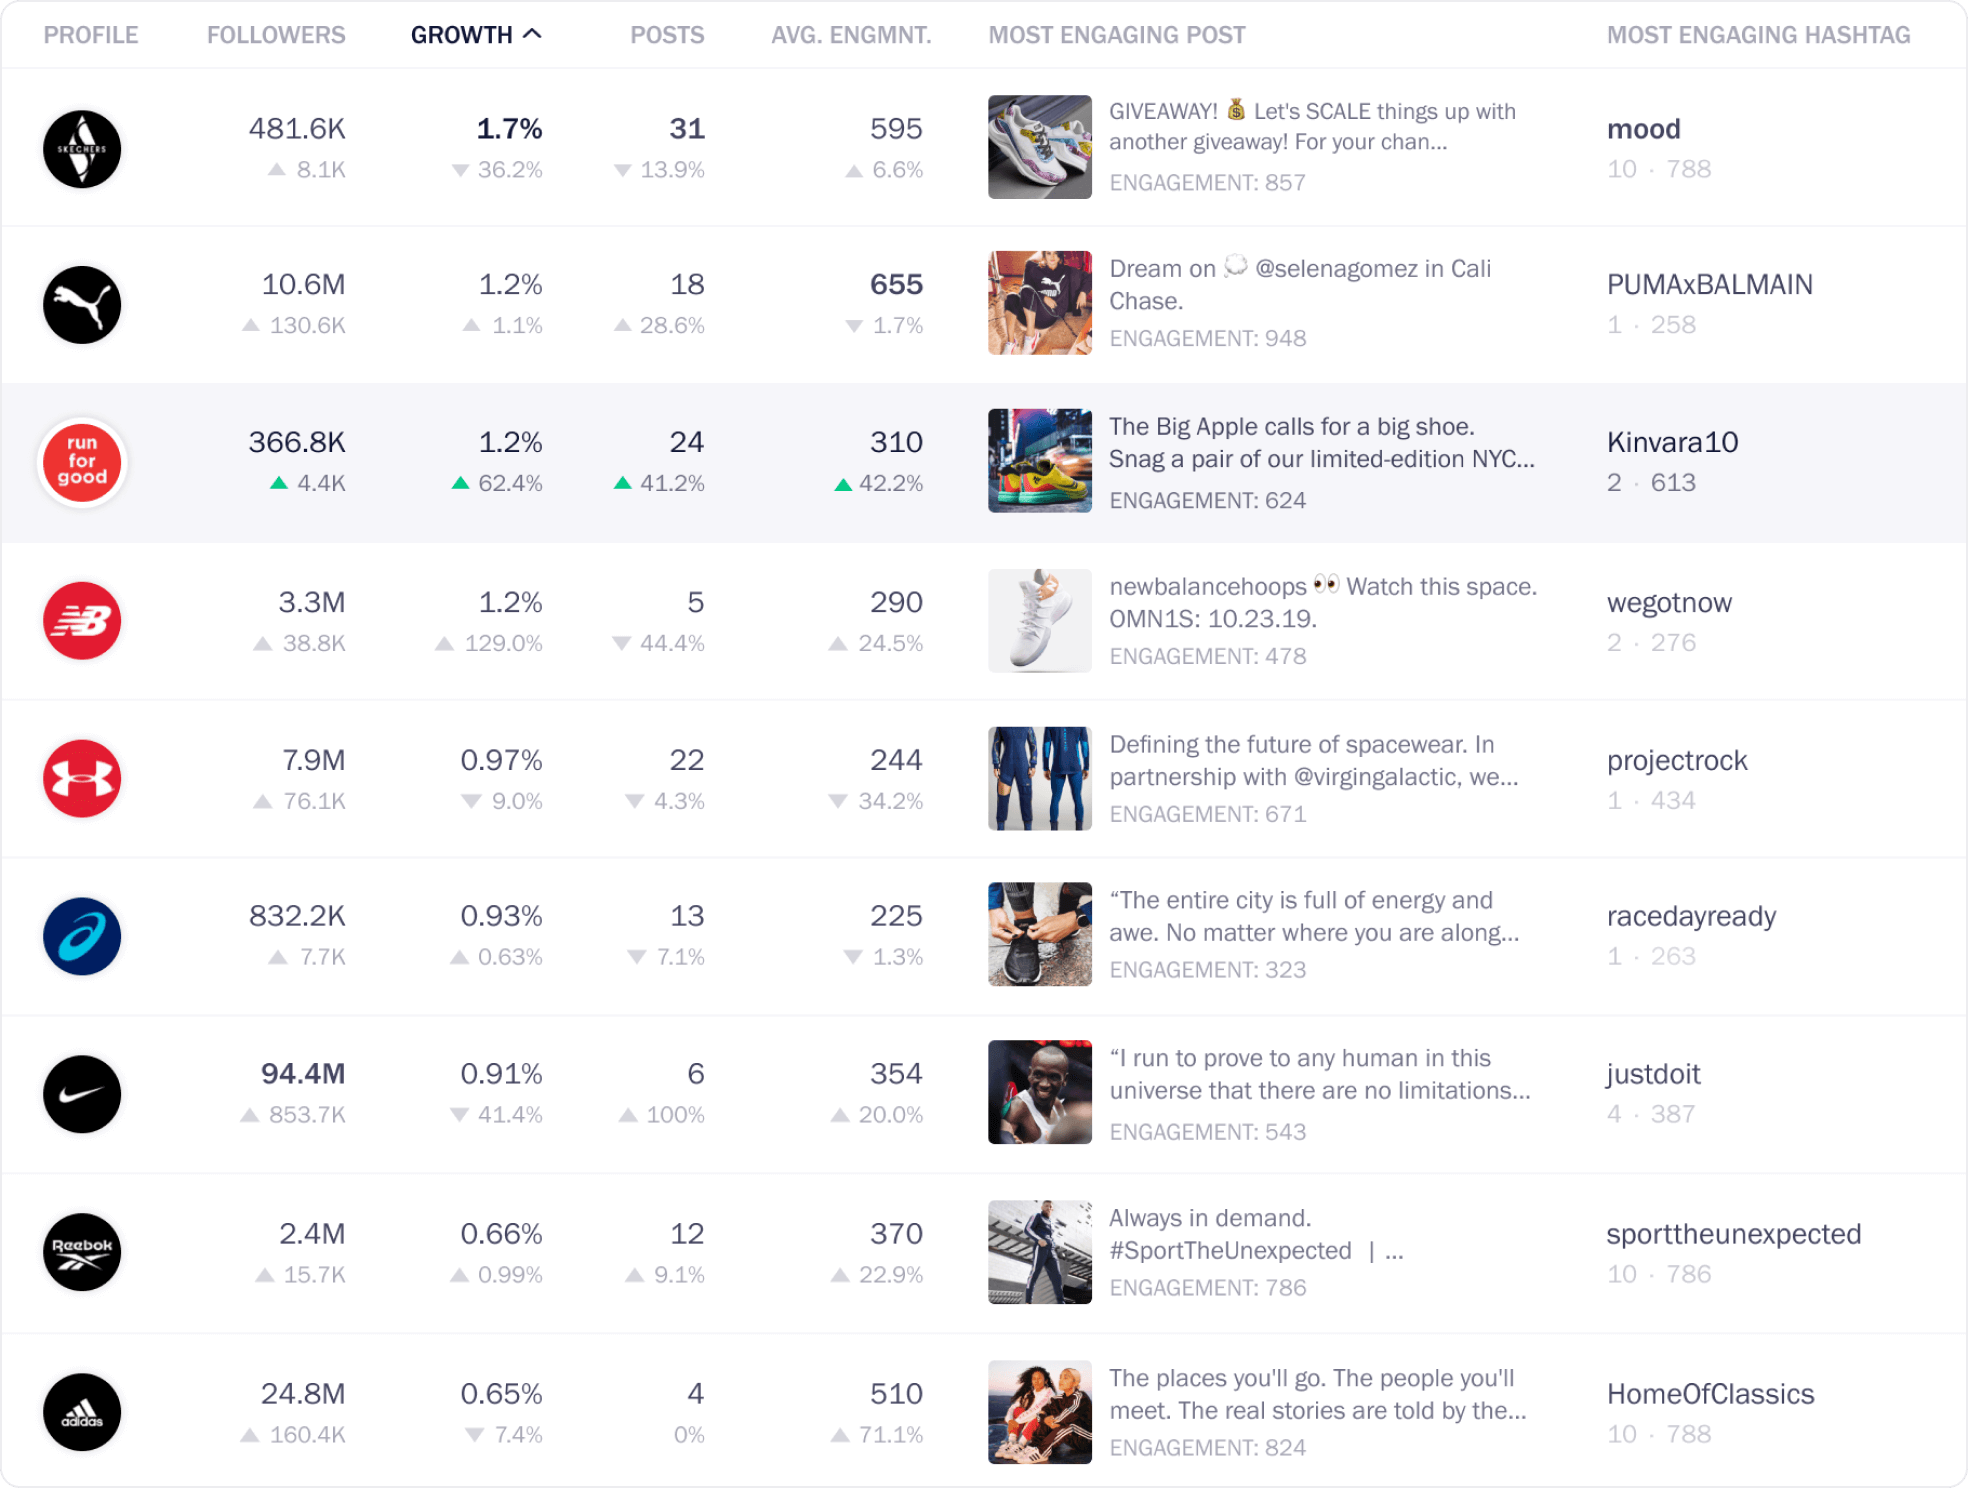 PROFILE FOLLOWERS GROWTH POSTS AVG. ENGMNT. MOST ENGAGING POST MOST ENGAGING HASHTAG
SKECHERS
481.6K 1.7% 31 595
8.1K 36.2% 13.9% 6.6%
GIVEAWAY! 💰 Let's SCALE things up with
another giveaway! For your chan...
ENGAGEMENT: 857
mood
10 · 788
10.6M 1.2% 18 655
130.6K 1.1% 28.6% 1.7%
Dream on 💭 @selenagomez in Cali
Chase.
ENGAGEMENT: 948
PUMAxBALMAIN
1 · 258
run
for
good
366.8K 1.2% 24 310
4.4K 62.4% 41.2% 42.2%
The Big Apple calls for a big shoe.
Snag a pair of our limited-edition NYC...
ENGAGEMENT: 624
Kinvara10
2 · 613
NB
3.3M 1.2% 5 290
38.8K 129.0% 44.4% 24.5%
newbalancehoops 👀 Watch this space.
OMN1S: 10.23.19.
ENGAGEMENT: 478
wegotnow
2 · 276
7.9M 0.97% 22 244
76.1K 9.0% 4.3% 34.2%
Defining the future of spacewear. In
partnership with @virgingalactic, we...
ENGAGEMENT: 671
projectrock
1 · 434
832.2K 0.93% 13 225
7.7K 0.63% 7.1% 1.3%
“The entire city is full of energy and
awe. No matter where you are along...
ENGAGEMENT: 323
racedayready
1 · 263
94.4M 0.91% 6 354
853.7K 41.4% 100% 20.0%
“I run to prove to any human in this
universe that there are no limitations...
ENGAGEMENT: 543
justdoit
4 · 387
Reebok
2.4M 0.66% 12 370
15.7K 0.99% 9.1% 22.9%
Always in demand.
#SportTheUnexpected | ...
ENGAGEMENT: 786
sporttheunexpected
10 · 786
adidas
24.8M 0.65% 4 510
160.4K 7.4% 0% 71.1%
The places you'll go. The people you'll
meet. The real stories are told by the...
ENGAGEMENT: 824
HomeOfClassics
10 · 788